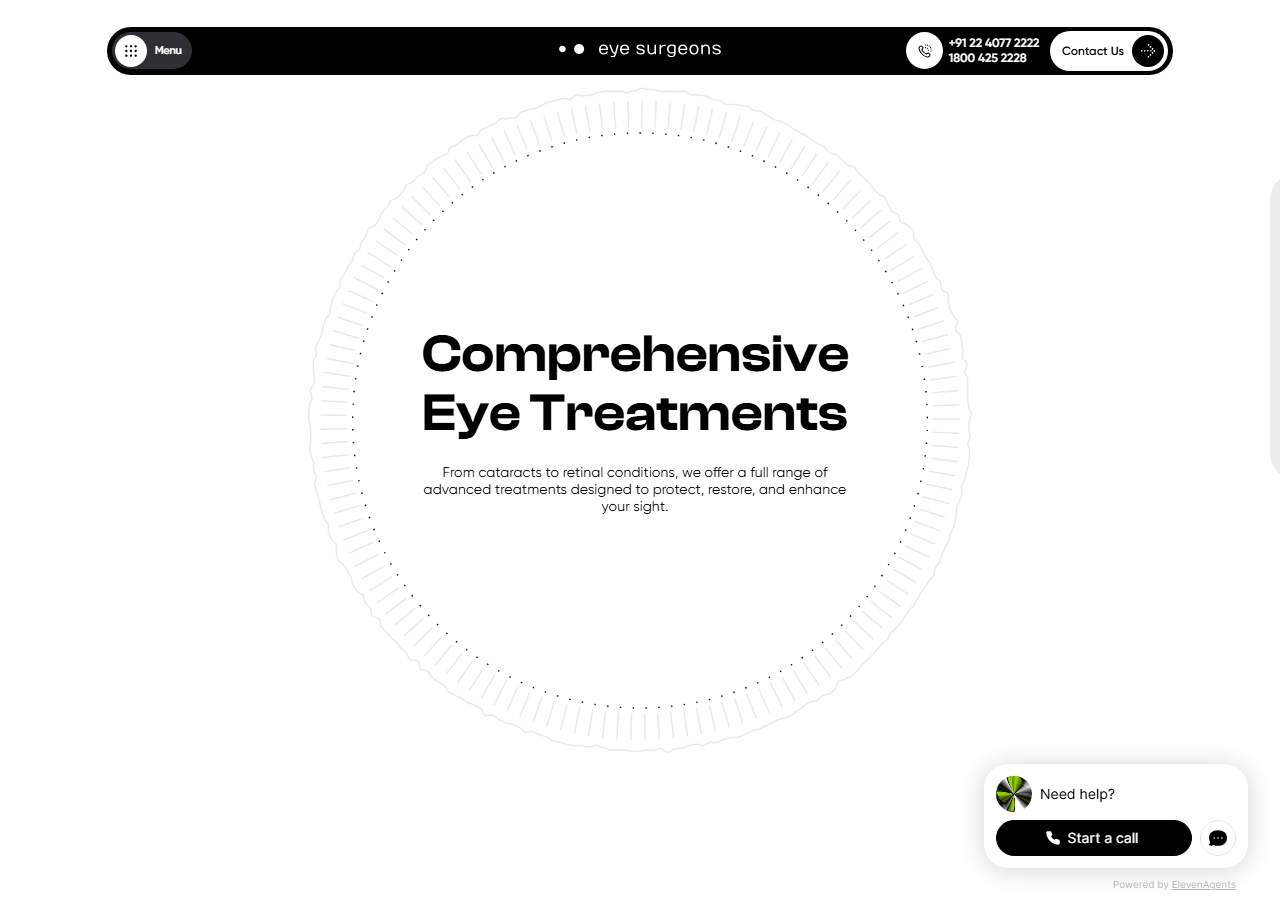 Menu
eye surgeons
+91 22 4077 2222
1800 425 2228
Contact Us
Comprehensive
Eye Treatments
From cataracts to retinal conditions, we offer a full range of
advanced treatments designed to protect, restore, and enhance
your sight.
Need help?
Start a call
Powered by ElevenAgents